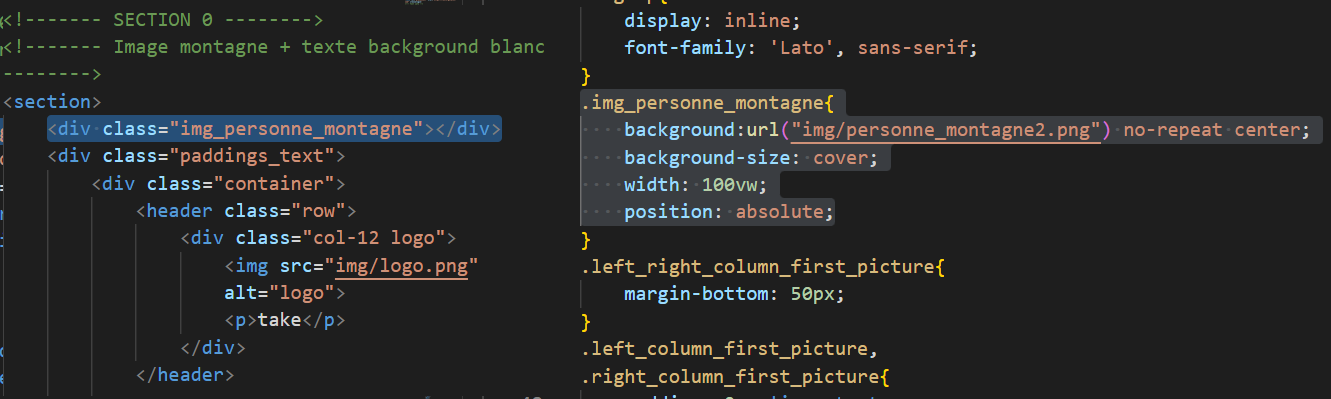 <!------- SECTION 0 -------->
<!------- Image montagne + texte background blanc
-------->
<section>
<div class="img_personne_montagne"></div>
<div class="paddings_text">
<div class="container">
<header class="row">
<div class="col-12 logo">
<img src="img/logo.png"
alt="logo">
<p>take</p>
</div>
</header>
display: inline;
font-family: 'Lato', sans-serif;
}
.img_personne_montagne{
background:url("img/personne_montagne2.png") no-repeat center;
background-size: cover;
width: 100vw;
position: absolute;
}
.left_right_column_first_picture{
margin-bottom: 50px;
}
.left_column_first_picture,
.right_column_first_picture{